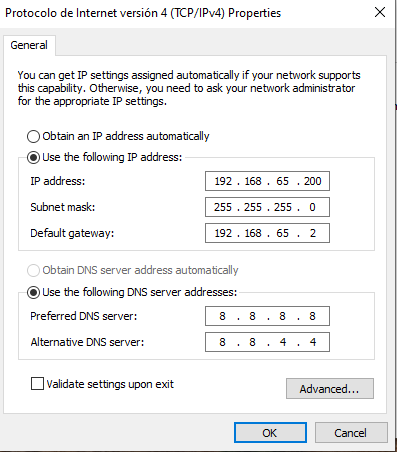 Protocolo de Internet versión 4 (TCP/IPv4) Properties
General
You can get IP settings assigned automatically if your network supports
this capability. Otherwise, you need to ask your network administrator
for the appropriate IP settings.
Obtain an IP address automatically
Use the following IP address:
IP address: 192 . 168 . 65 . 200
Subnet mask: 255 . 255 . 255 . 0
Default gateway: 192 . 168 . 65 . 2
Obtain DNS server address automatically
Use the following DNS server addresses:
Preferred DNS server: 8 . 8 . 8 . 8
Alternative DNS server: 8 . 8 . 4 . 4
Validate settings upon exit
Advanced...
OK Cancel